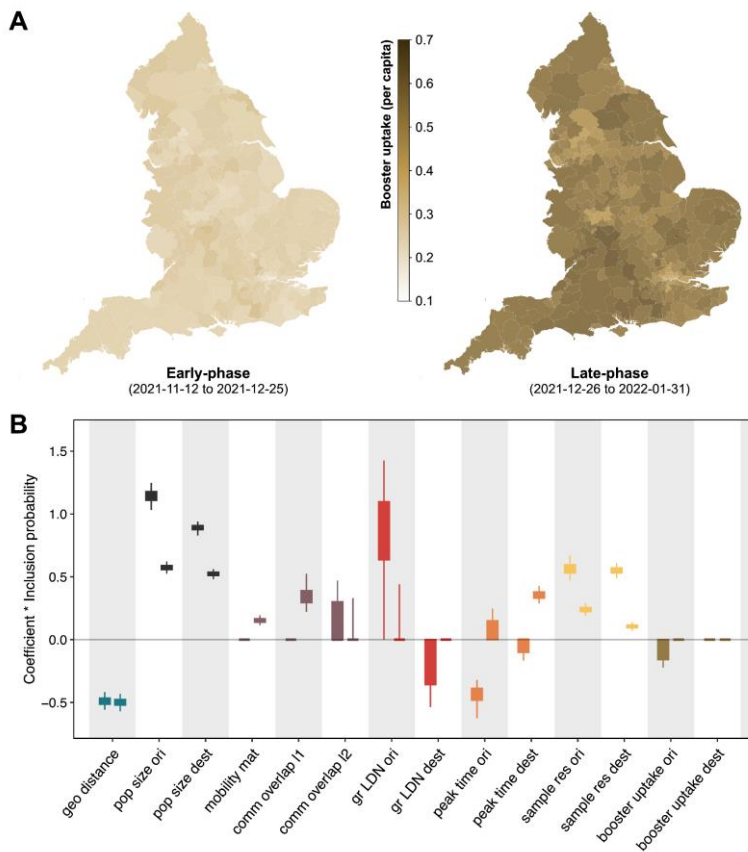 A
Booster uptake (per capita)
0.7
0.6
0.5
0.4
0.3
0.2
0.1
Early-phase
(2021-11-12 to 2021-12-25)
Late-phase
(2021-12-26 to 2022-01-31)
B
Coefficient * Inclusion probability
1.5
1.0
0.5
0.0
−0.5
geo distance
pop size ori
pop size dest
mobility mat
comm overlap l1
comm overlap l2
gr LDN ori
gr LDN dest
peak time ori
peak time dest
sample res ori
sample res dest
booster uptake ori
booster uptake dest